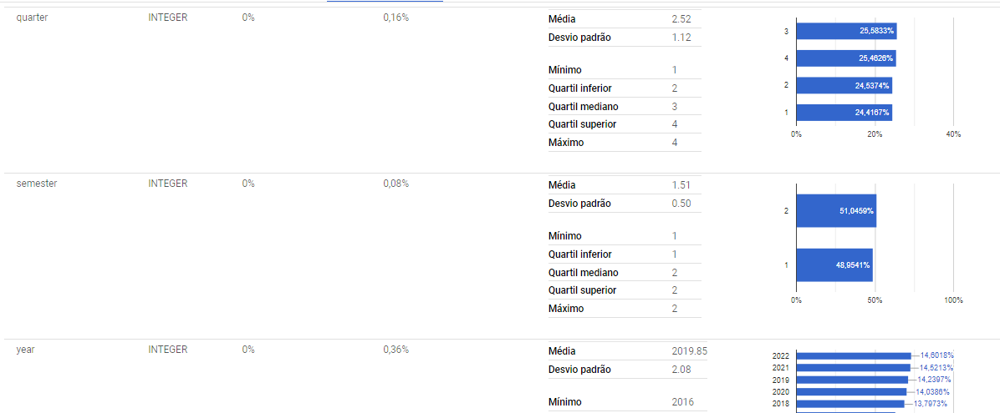 quarter INTEGER 0% 0,16%
Média 2.52
Desvio padrão 1.12
Mínimo 1
Quartil inferior 2
Quartil mediano 3
Quartil superior 4
Máximo 4
3 25,5833%
4 25,4626%
2 24,5374%
1 24,4167%
0% 20% 40%
semester INTEGER 0% 0,08%
Média 1.51
Desvio padrão 0.50
Mínimo 1
Quartil inferior 1
Quartil mediano 2
Quartil superior 2
Máximo 2
2 51,0459%
1 48,9541%
0% 50% 100%
year INTEGER 0% 0,36%
Média 2019.85
Desvio padrão 2.08
Mínimo 2016
2022 14,6018%
2021 14,5213%
2019 14,2397%
2020 14,0386%
2018 13,7973%